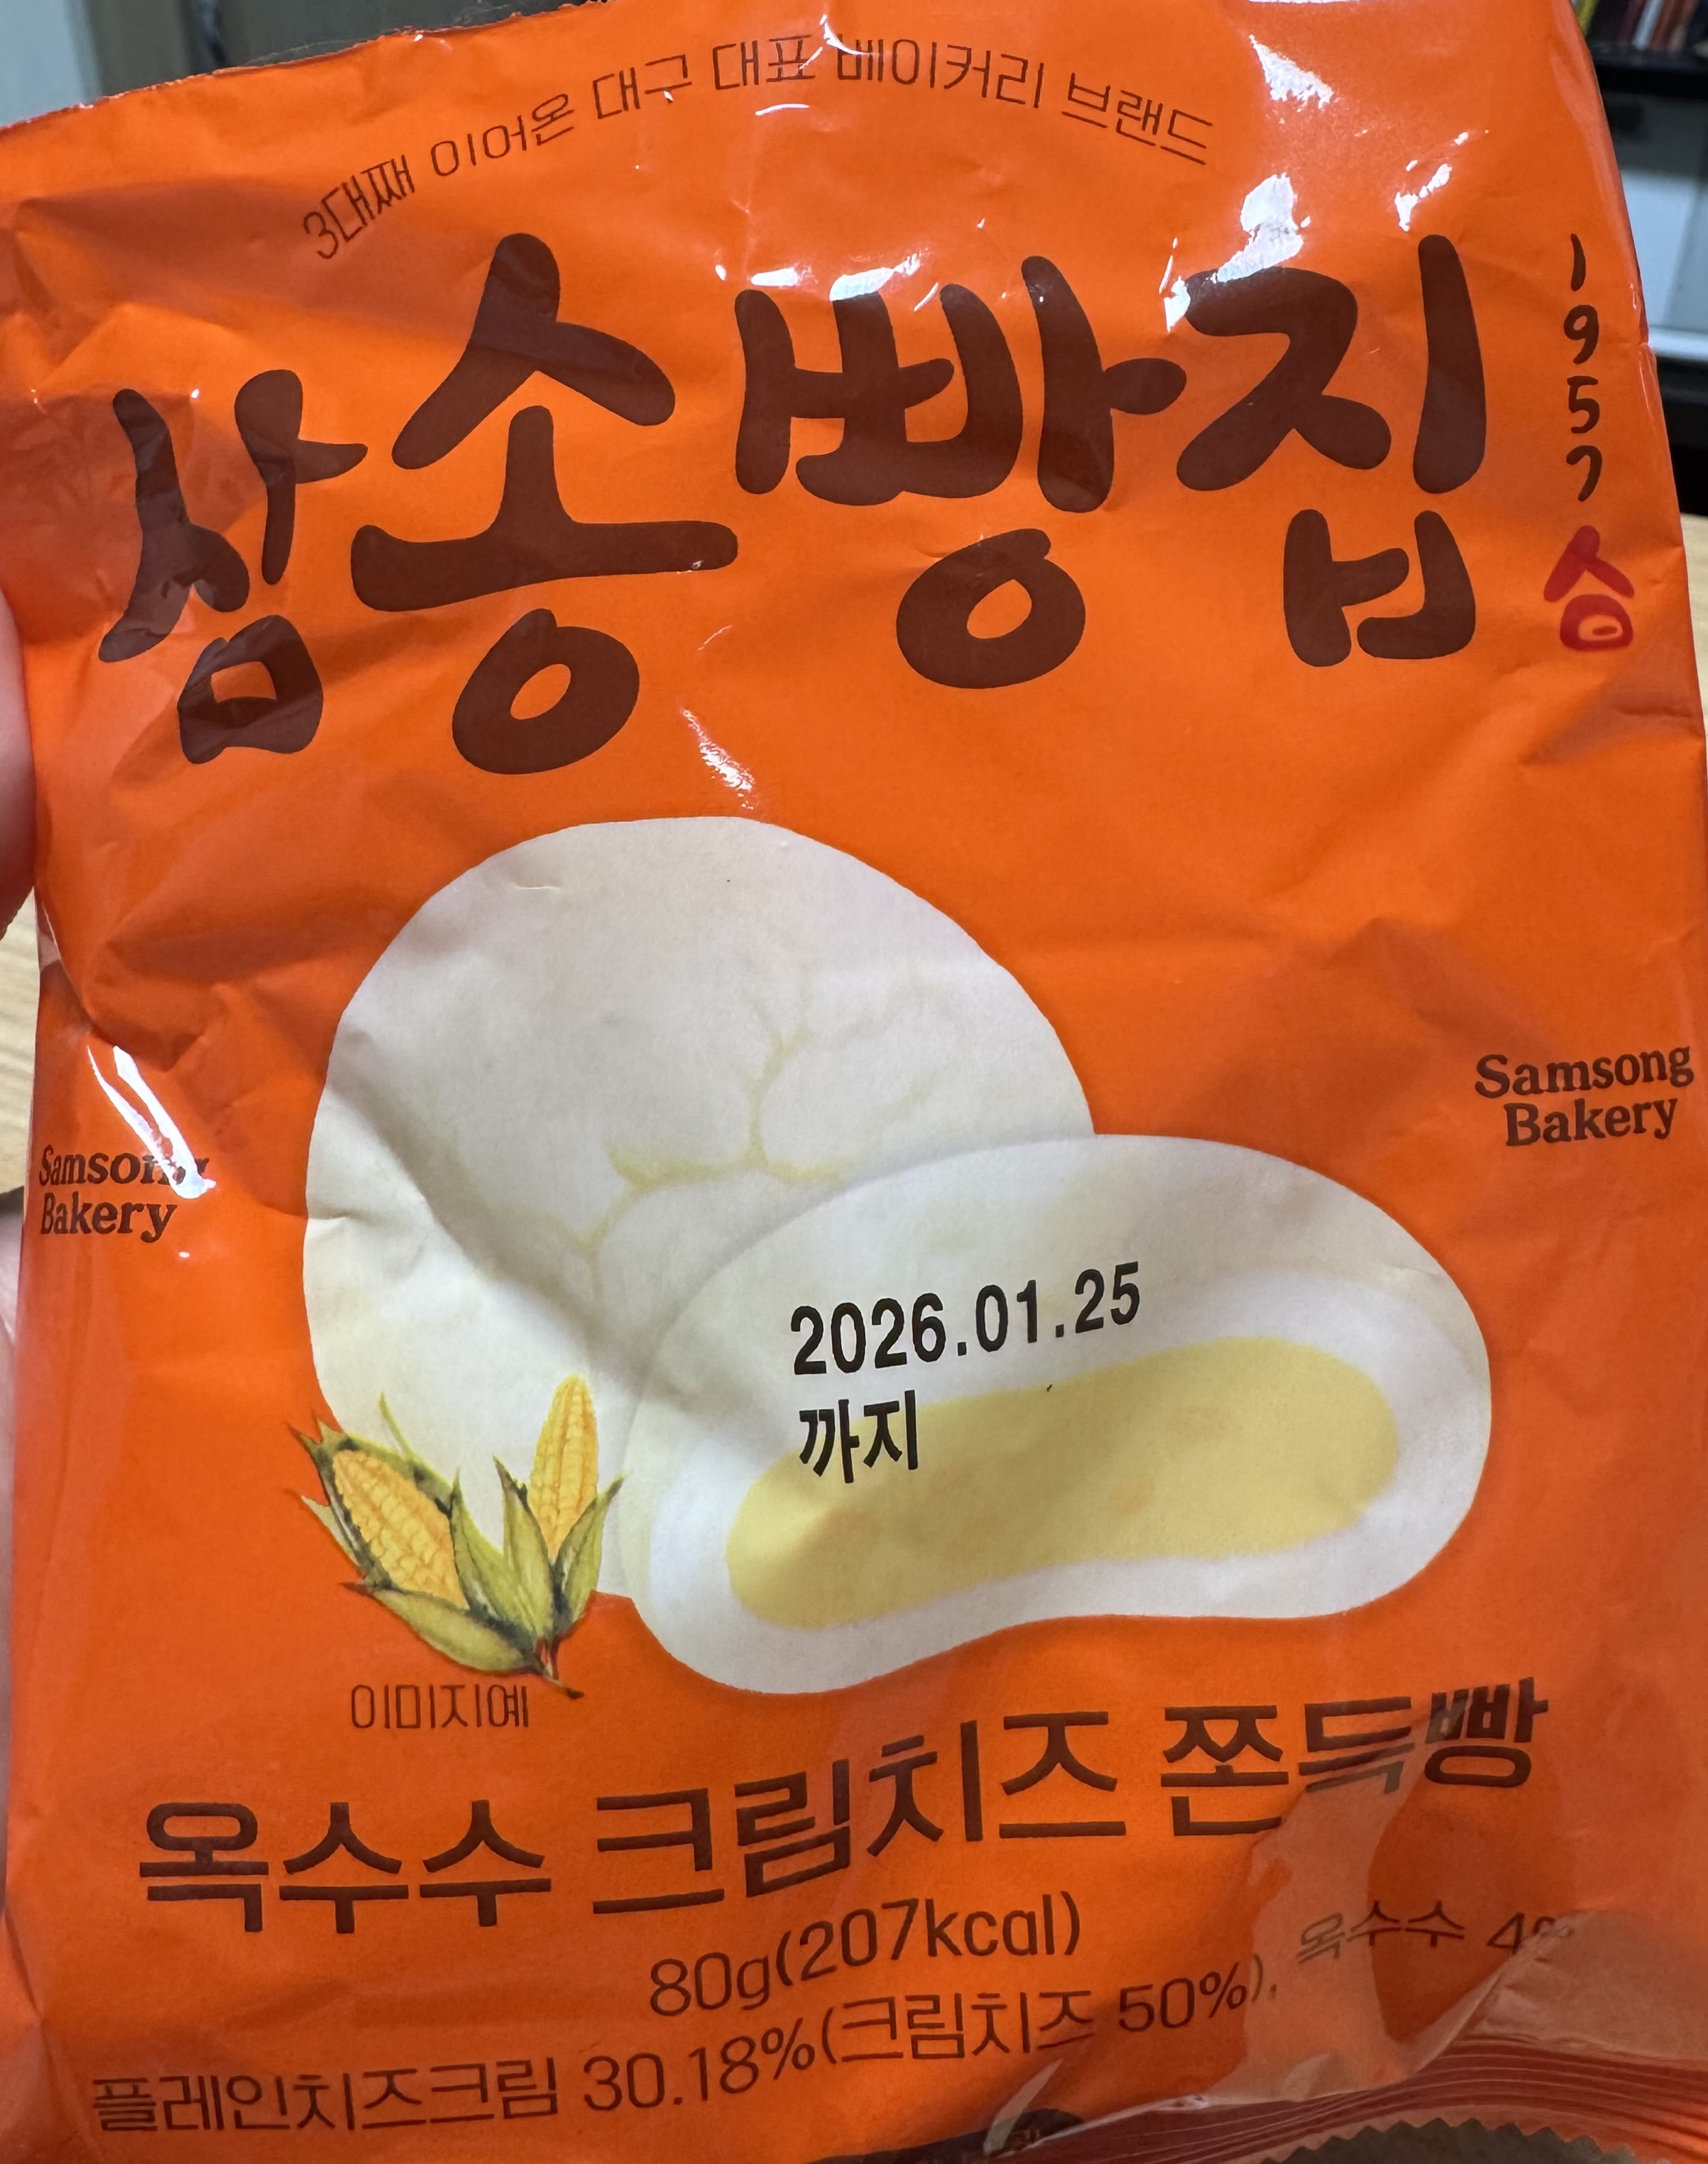 3대째 이어온 대구 대표 베이커리 브랜드
삼송빵집
1957
Samsong
Bakery
Samsong
Bakery
2026.01.25
까지
이미지예
옥수수 크림치즈 쫀득빵
80g(207kcal)
플레인치즈크림 30.18%(크림치즈 50%), 옥수수